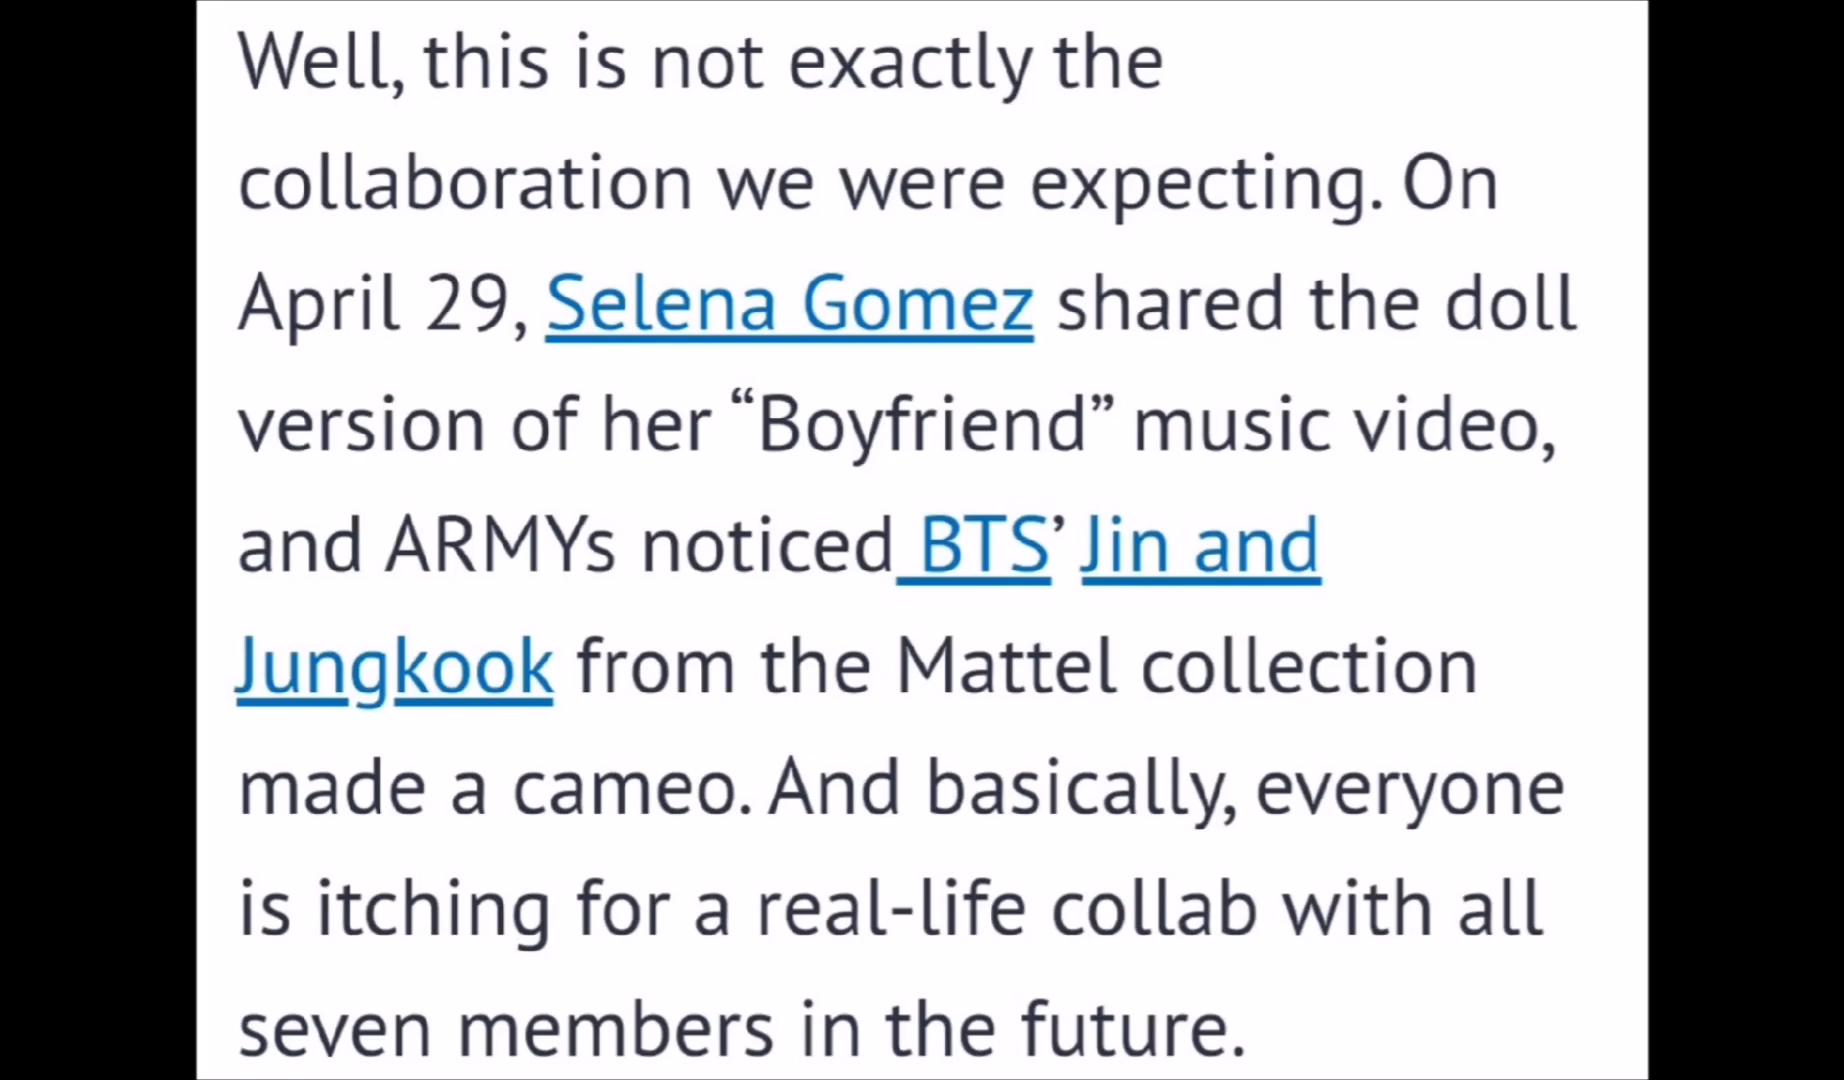 Well, this is not exactly the
collaboration we were expecting. On
April 29, Selena Gomez shared the doll
version of her “Boyfriend” music video,
and ARMYs noticed BTS’ Jin and
Jungkook from the Mattel collection
made a cameo. And basically, everyone
is itching for a real-life collab with all
seven members in the future.